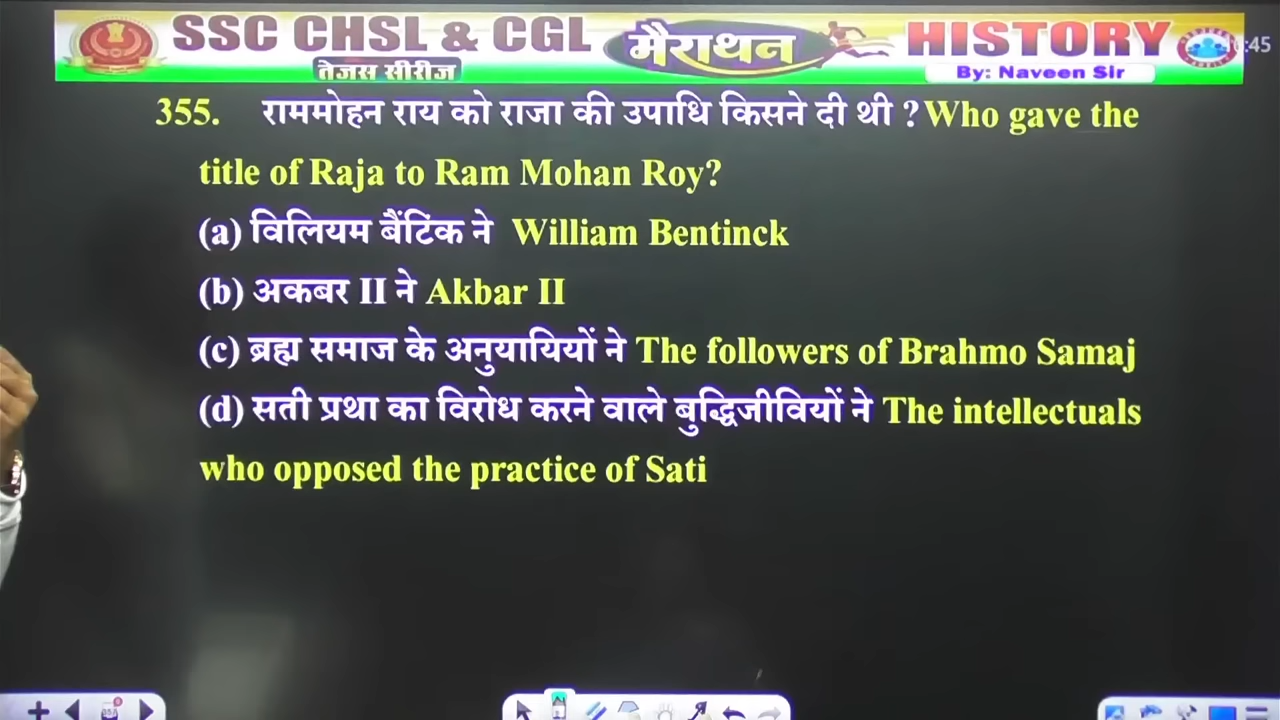 SSC CHSL & CGL मैराथन HISTORY
तेजस सीरीज By: Naveen Sir
355. राममोहन राय को राजा की उपाधि किसने दी थी ? Who gave the
title of Raja to Ram Mohan Roy?
(a) विलियम बैंटिक ने William Bentinck
(b) अकबर II ने Akbar II
(c) ब्रह्म समाज के अनुयायियों ने The followers of Brahmo Samaj
(d) सती प्रथा का विरोध करने वाले बुद्धिजीवियों ने The intellectuals
who opposed the practice of Sati